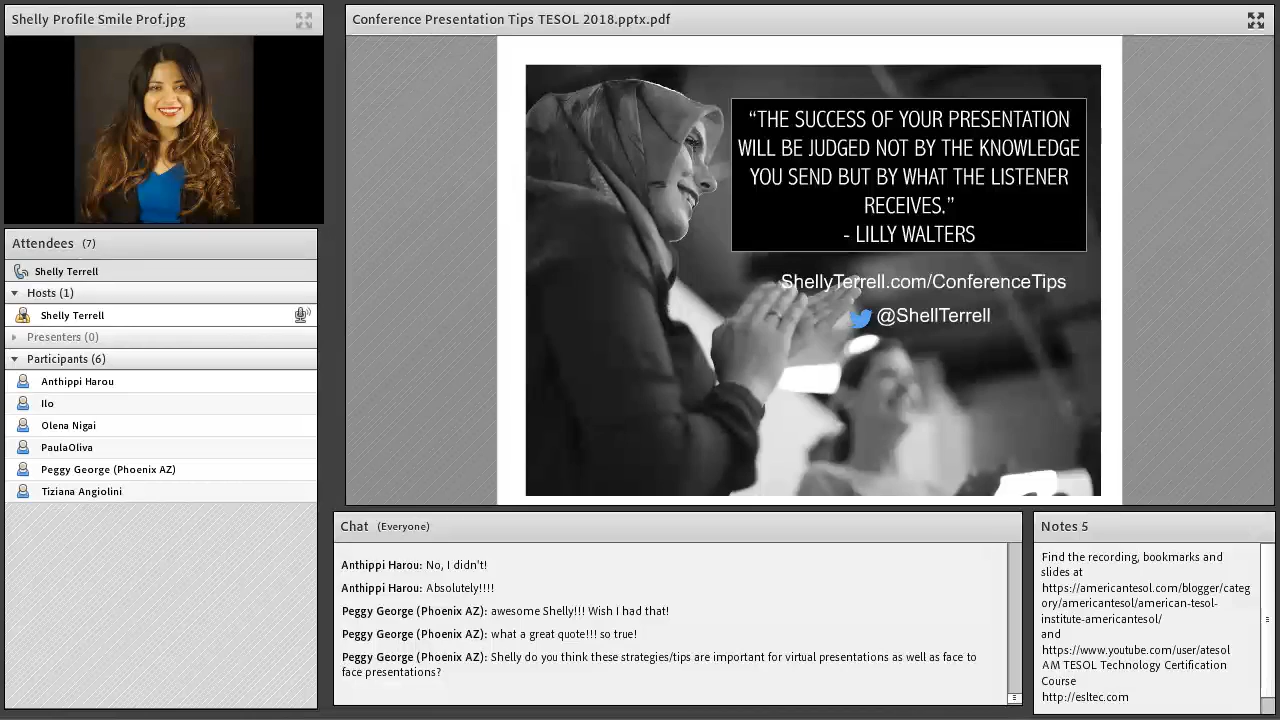 Shelly Profile Smile Prof.jpg
Attendees (7)
Shelly Terrell
Hosts (1)
Shelly Terrell
Presenters (0)
Participants (6)
Anthippi Harou
Ilo
Olena Nigai
PaulaOliva
Peggy George (Phoenix AZ)
Tiziana Angiolini
Conference Presentation Tips TESOL 2018.pptx.pdf
“THE SUCCESS OF YOUR PRESENTATION
WILL BE JUDGED NOT BY THE KNOWLEDGE
YOU SEND BUT BY WHAT THE LISTENER
RECEIVES.”
- LILLY WALTERS
ShellyTerrell.com/ConferenceTips
@ShellTerrell
Chat (Everyone)
Anthippi Harou: No, I didn't!
Anthippi Harou: Absolutely!!!!
Peggy George (Phoenix AZ): awesome Shelly!!! Wish I had that!
Peggy George (Phoenix AZ): what a great quote!!! so true!
Peggy George (Phoenix AZ): Shelly do you think these strategies/tips are important for virtual presentations as well as face to
face presentations?
Notes 5
Find the recording, bookmarks and
slides at
https://americantesol.com/blogger/categ
ory/americantesol/american-tesol-
institute-americantesol/
and
https://www.youtube.com/user/atesol
AM TESOL Technology Certification
Course
http://esltec.com